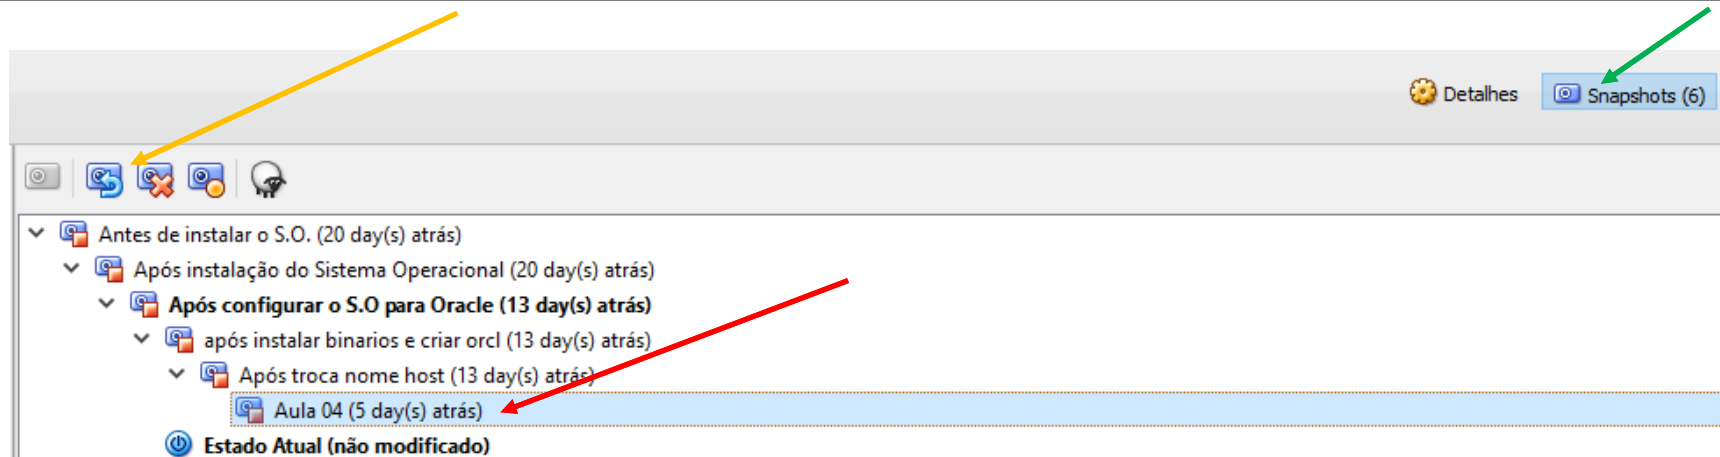 Detalhes Snapshots (6)
Antes de instalar o S.O. (20 day(s) atrás)
Após instalação do Sistema Operacional (20 day(s) atrás)
Após configurar o S.O para Oracle (13 day(s) atrás)
após instalar binarios e criar orcl (13 day(s) atrás)
Após troca nome host (13 day(s) atrás)
Aula 04 (5 day(s) atrás)
Estado Atual (não modificado)